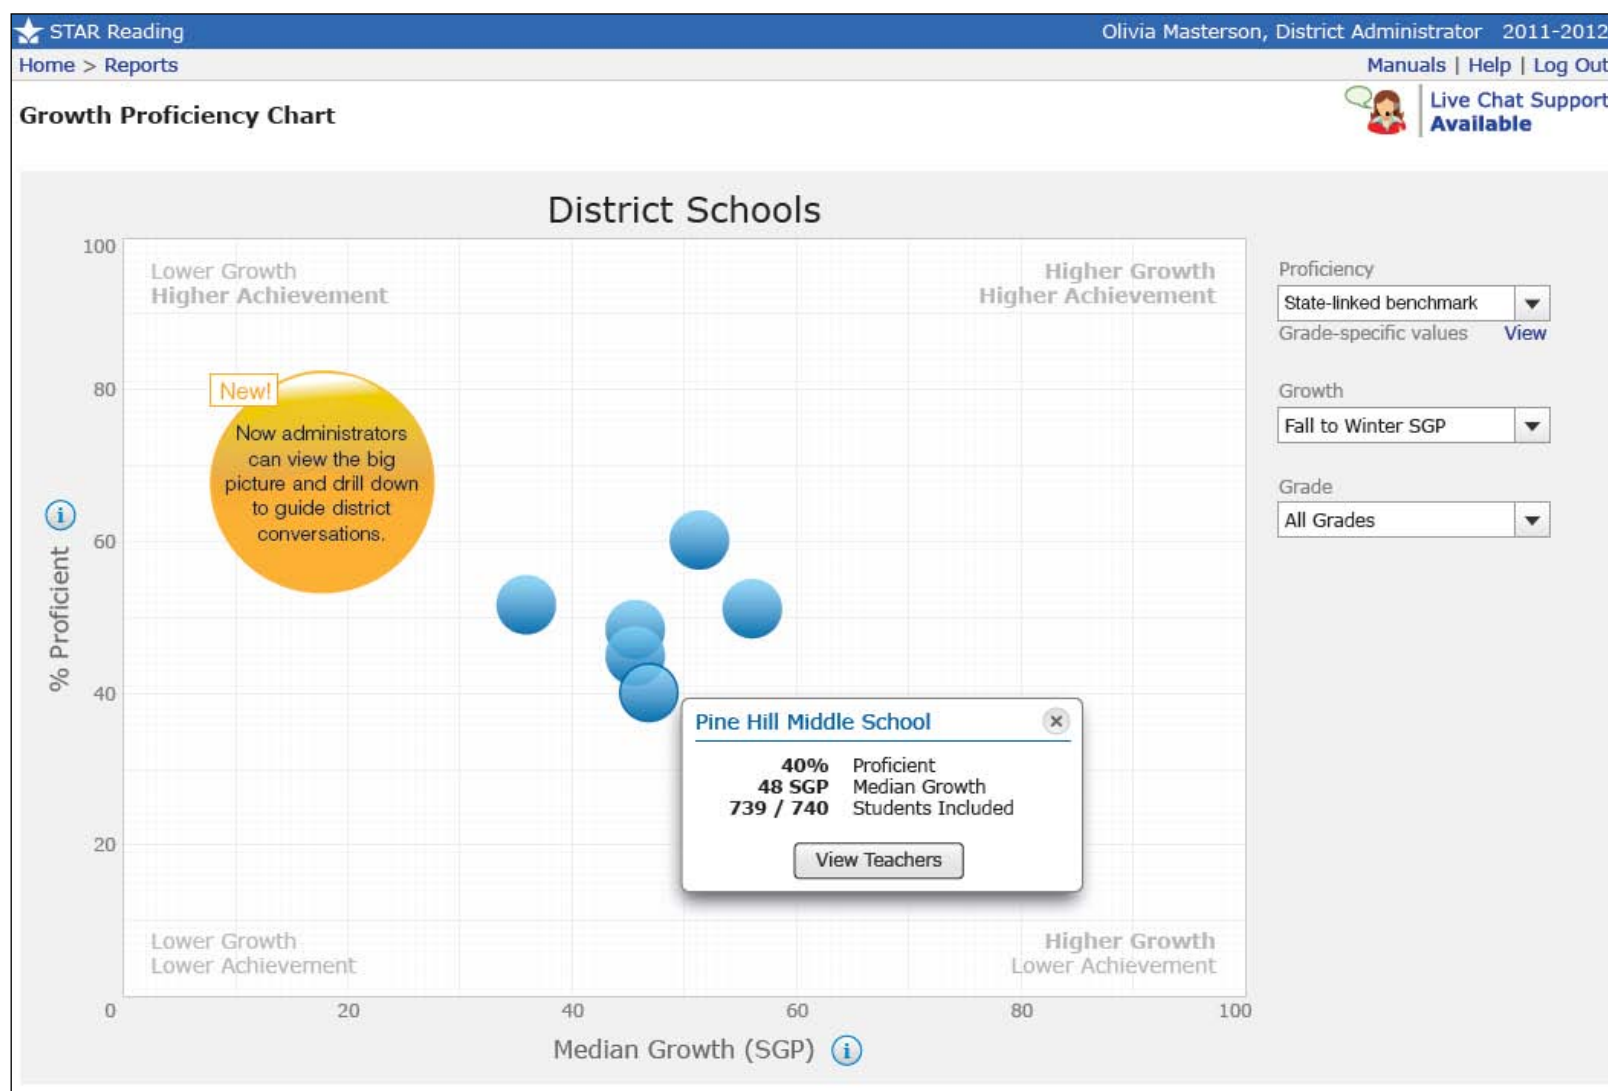 STAR Reading
Olivia Masterson, District Administrator 2011-2012
Home > Reports
Manuals | Help | Log Out
Growth Proficiency Chart
Live Chat Support
Available
District Schools
100
80
60
40
20
0
20
40
60
80
100
% Proficient
Median Growth (SGP)
Lower Growth
Higher Achievement
Higher Growth
Higher Achievement
New!
Now administrators
can view the big
picture and drill down
to guide district
conversations.
Pine Hill Middle School
40% Proficient
48 SGP Median Growth
739 / 740 Students Included
View Teachers
Lower Growth
Lower Achievement
Higher Growth
Lower Achievement
Proficiency
State-linked benchmark
Grade-specific values View
Growth
Fall to Winter SGP
Grade
All Grades